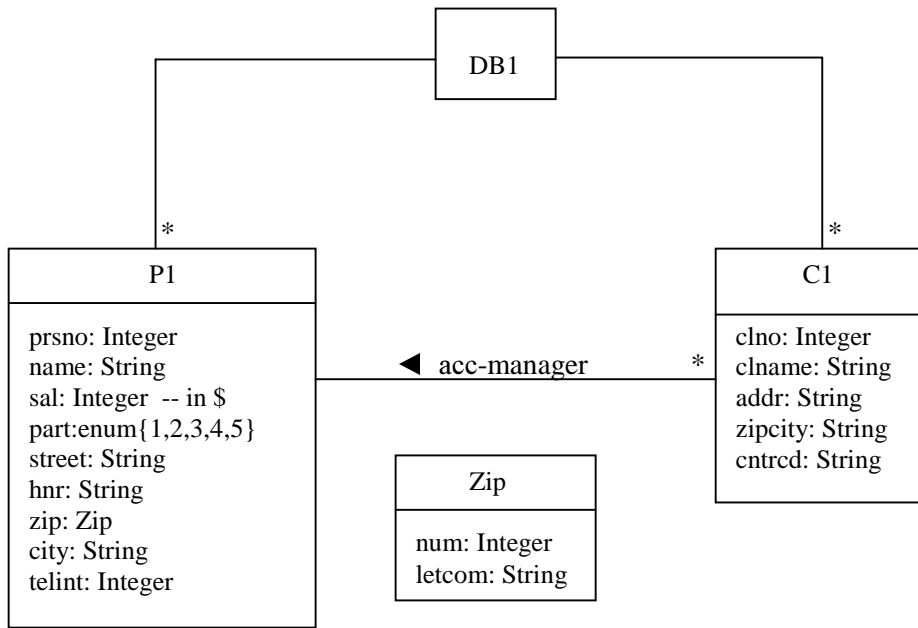 DB1
*
*
P1
prsno: Integer
name: String
sal: Integer -- in $
part:enum{1,2,3,4,5}
street: String
hnr: String
zip: Zip
city: String
telint: Integer
acc-manager
*
C1
clno: Integer
clname: String
addr: String
zipcity: String
cntrcd: String
Zip
num: Integer
letcom: String